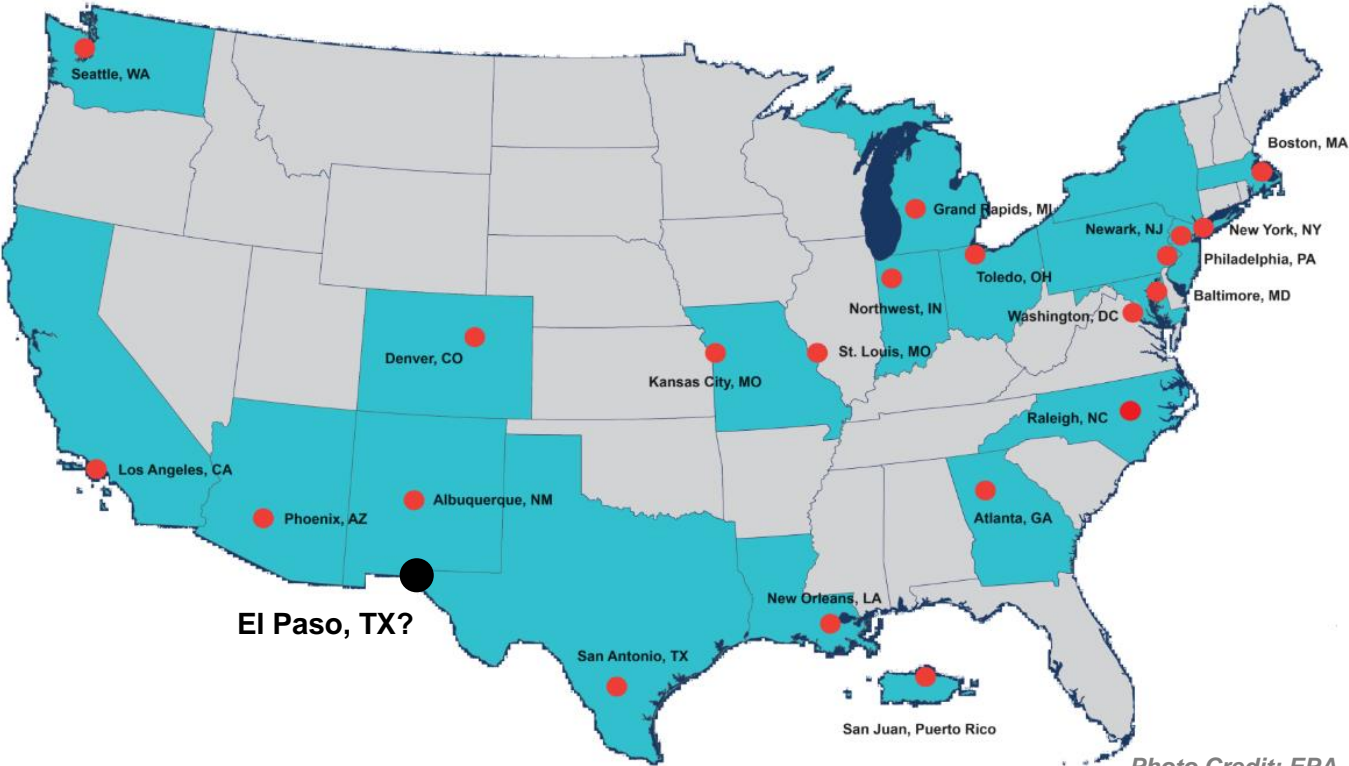 Seattle, WA
Boston, MA
Grand Rapids, MI
Newark, NJ
New York, NY
Philadelphia, PA
Toledo, OH
Baltimore, MD
Northwest, IN
Washington, DC
Denver, CO
St. Louis, MO
Kansas City, MO
Raleigh, NC
Los Angeles, CA
Albuquerque, NM
Phoenix, AZ
Atlanta, GA
New Orleans, LA
El Paso, TX?
San Antonio, TX
San Juan, Puerto Rico
Photo Credit: EPA